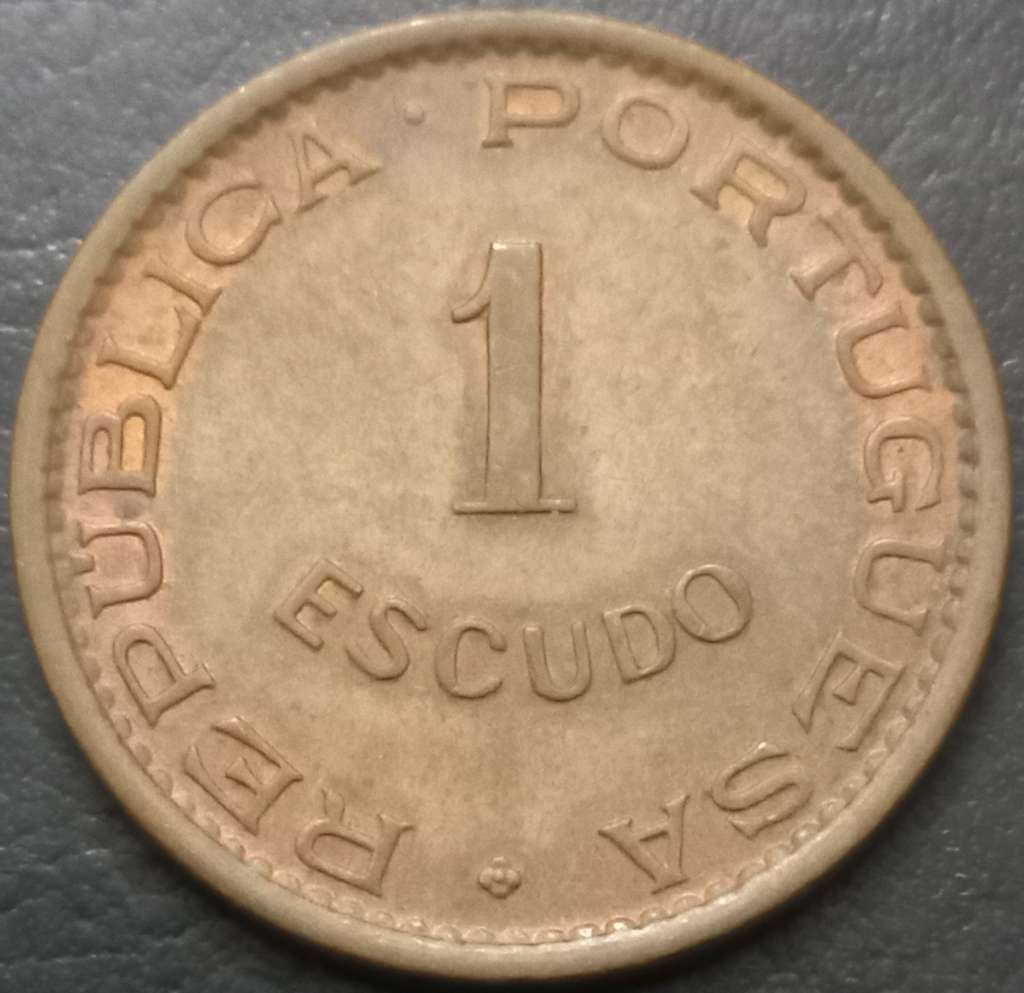 REPUBLICA · PORTUGUESA
1
ESCUDO